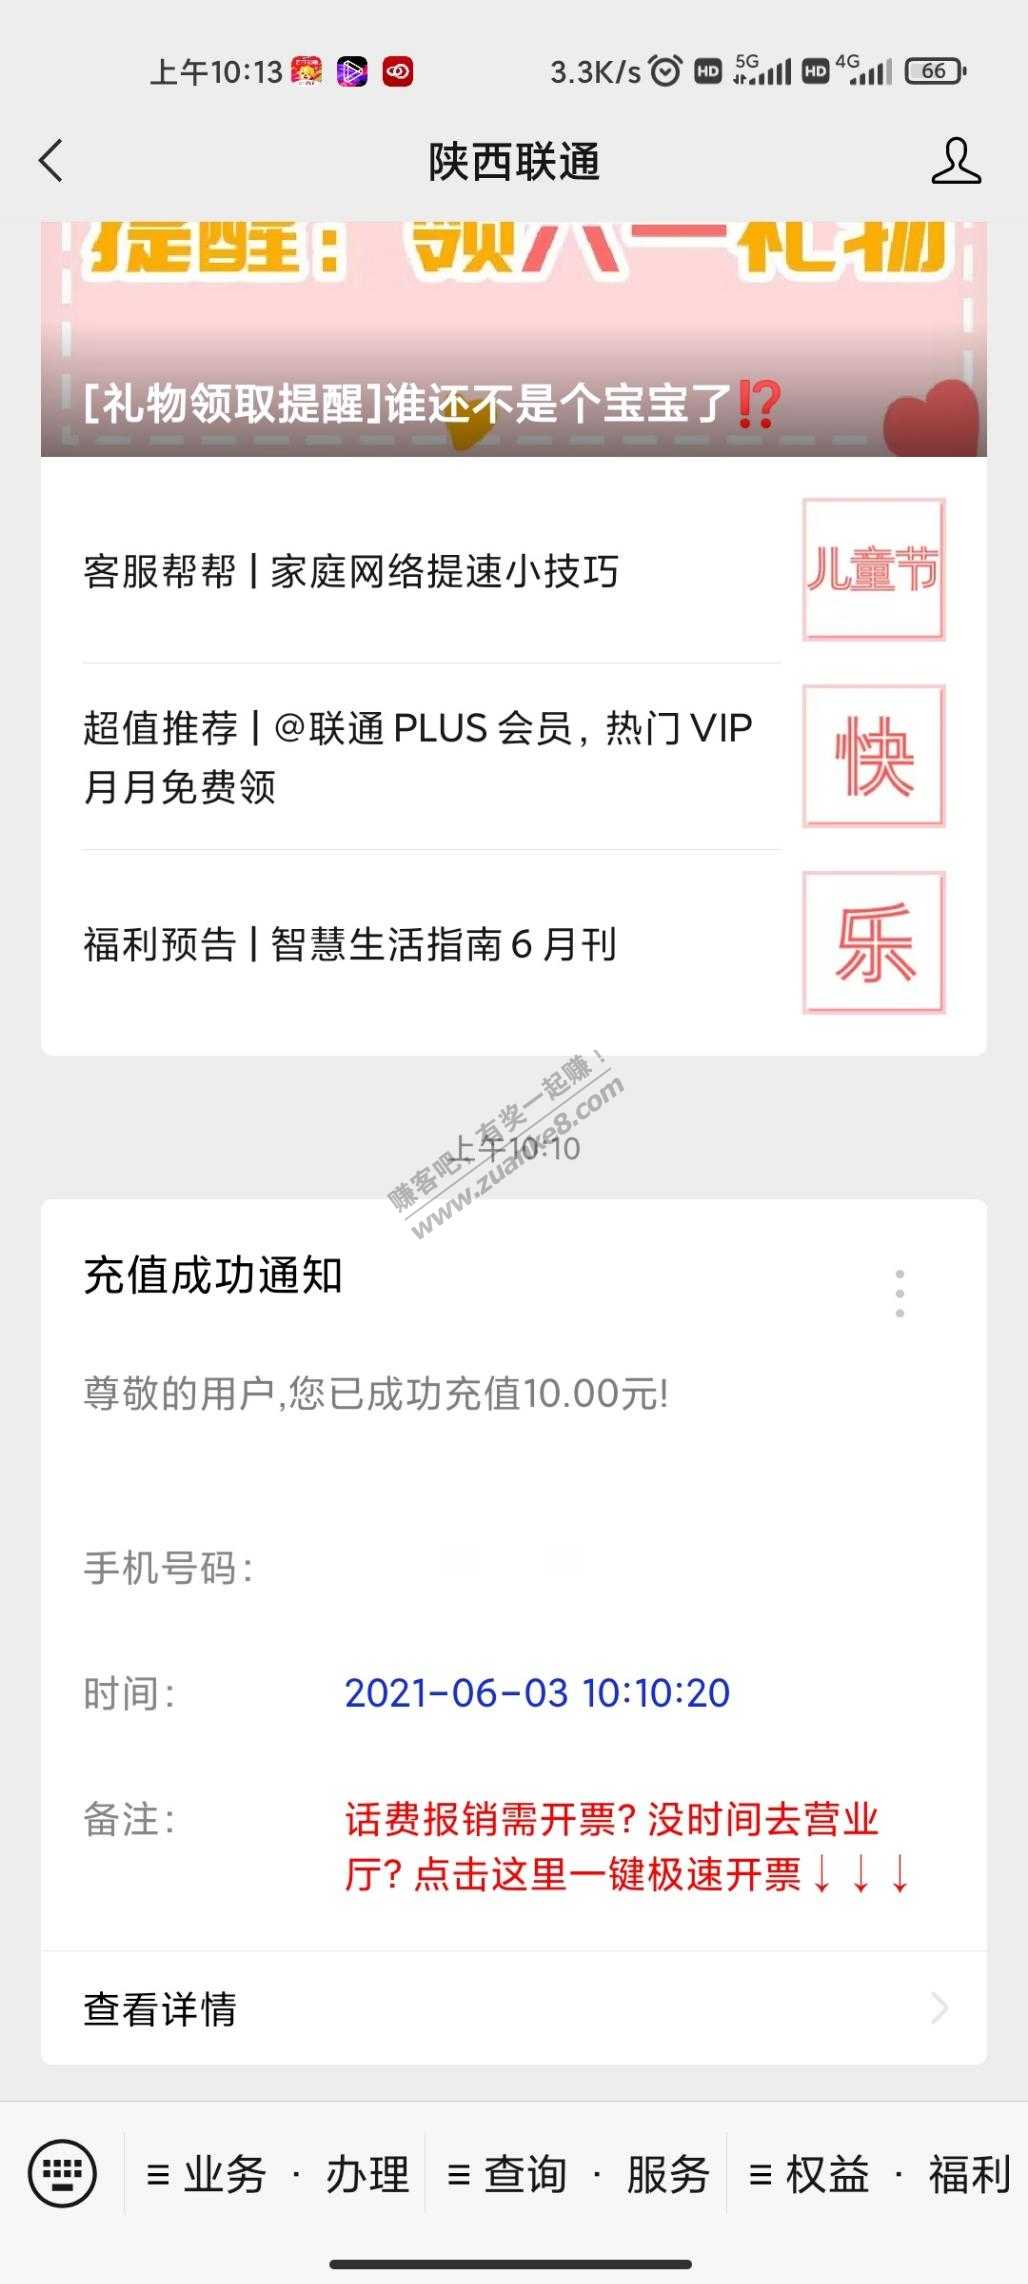 上午10:13
3.3K/s HD 5G HD 4G 66
陕西联通
提醒：领六一礼物
[礼物领取提醒]谁还不是个宝宝了⁉️
客服帮帮 | 家庭网络提速小技巧
儿童节
超值推荐 | @联通 PLUS 会员，热门 VIP
月月免费领
快
福利预告 | 智慧生活指南 6 月刊
乐
上午10:10
赚客吧，有奖一起赚！
www.zuanke8.com
充值成功通知
尊敬的用户,您已成功充值10.00元!
手机号码：
时间： 2021-06-03 10:10:20
备注： 话费报销需开票？没时间去营业
厅？点击这里一键极速开票↓ ↓ ↓
查看详情
业务 · 办理 查询 · 服务 权益 · 福利